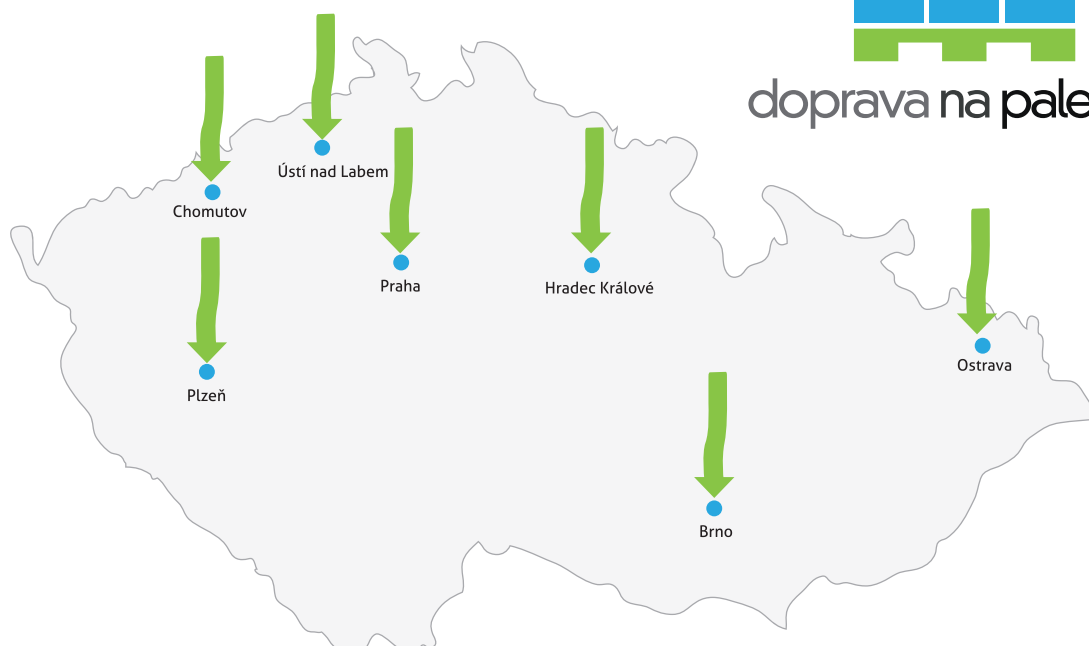 doprava na pale
Ústí nad Labem
Chomutov
Praha
Hradec Králové
Ostrava
Plzeň
Brno